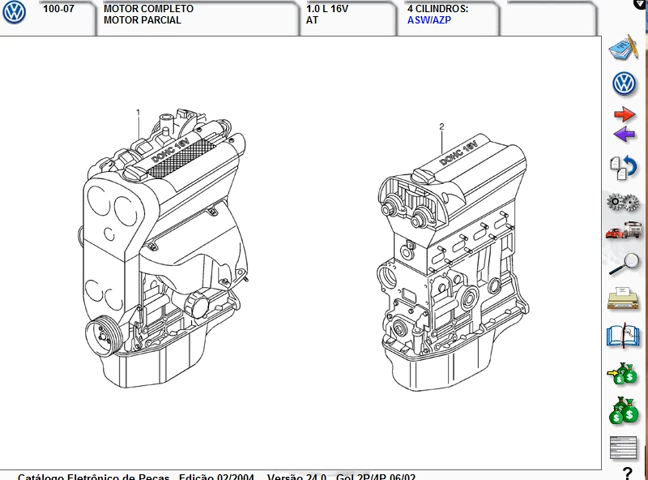 100-07
MOTOR COMPLETO
MOTOR PARCIAL
1.0 L 16V
AT
4 CILINDROS:
ASW/AZP
1
DOHC 16V
2
DOHC 16V
Catálogo Eletrônico de Peças Edição 02/2004 Versão 24.0 Gol 2P/4P 06/02
?